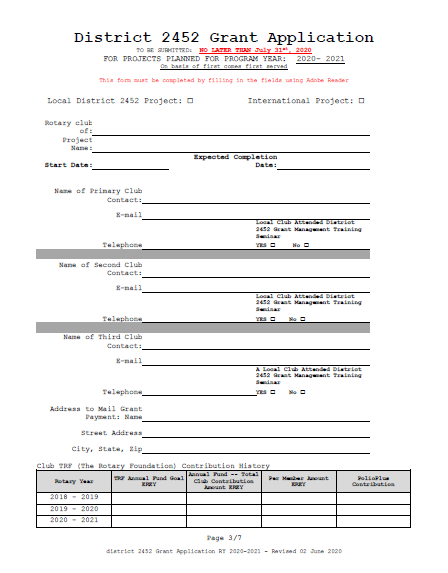 District 2452 Grant Application
TO BE SUBMITTED: NO LATER THAN July 31st, 2020
FOR PROJECTS PLANNED FOR PROGRAM YEAR: 2020- 2021
On basis of first comes first served
This form must be completed by filling in the fields using Adobe Reader
Local District 2452 Project: ☐ International Project: ☐
Rotary club
of:
Project
Name:
Expected Completion
Start Date: Date:
Name of Primary Club
Contact:
E-mail
Local Club Attended District
2452 Grant Management Training
Seminar
Telephone YES ☐ No ☐
Name of Second Club
Contact:
E-mail
Local Club Attended District
2452 Grant Management Training
Seminar
Telephone YES ☐ No ☐
Name of Third Club
Contact:
E-mail
A Local Club Attended District
2452 Grant Management Training
Seminar
Telephone YES ☐ No ☐
Address to Mail Grant
Payment: Name
Street Address
City, State, Zip
Club TRF (The Rotary Foundation) Contribution History
Rotary Year
TRF Annual Fund Goal
EREY
Annual Fund -- Total
Club Contribution
Amount EREY
Per Member Amount
EREY
PolioPlus
Contribution
2018 - 2019
2019 - 2020
2020 - 2021
Page 3/7
district 2452 Grant Application RY 2020-2021 - Revised 02 June 2020